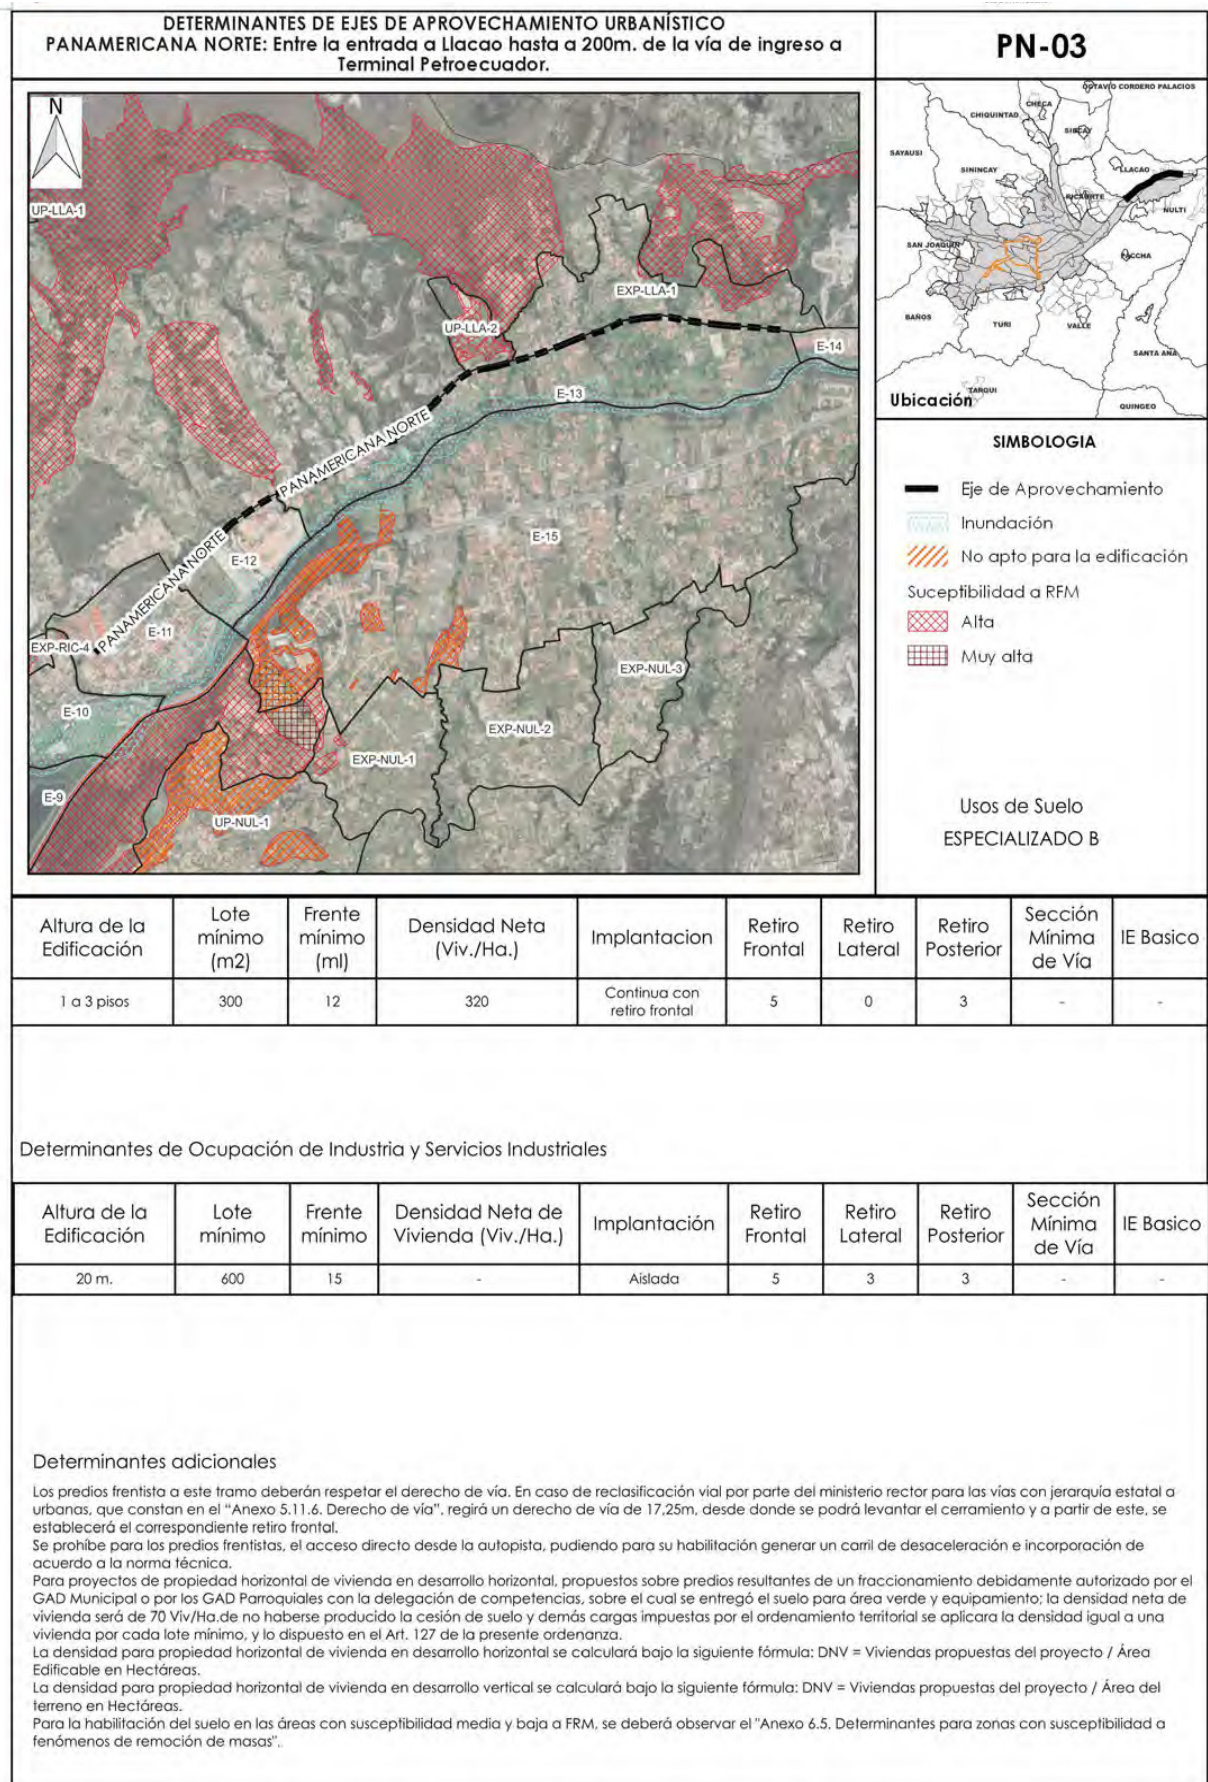 DETERMINANTES DE EJES DE APROVECHAMIENTO URBANÍSTICO
PANAMERICANA NORTE: Entre la entrada a Llacao hasta a 200m. de la vía de ingreso a
Terminal Petroecuador.
PN-03
N
UP-LLA-1
EXP-LLA-1
UP-LLA-2
E-14
E-13
PANAMERICANA NORTE
E-15
E-12
PANAMERICANA NORTE
E-11
EXP-RIC-4
EXP-NUL-3
E-10
EXP-NUL-2
EXP-NUL-1
E-9
UP-NUL-1
OCTAVIO CORDERO PALACIOS
CHECA
CHIQUINTAD
SIDCAY
SAYAUSI
SININCAY
LLACAO
RICAURTE
NULTI
SAN JOAQUIN
PACCHA
BAÑOS
TURI
VALLE
SANTA ANA
TARQUI
QUINGEO
Ubicación
SIMBOLOGIA
Eje de Aprovechamiento
Inundación
No apto para la edificación
Suceptibilidad a RFM
Alta
Muy alta
Usos de Suelo
ESPECIALIZADO B
Altura de la Edificación | Lote mínimo (m2) | Frente mínimo (ml) | Densidad Neta (Viv./Ha.) | Implantacion | Retiro Frontal | Retiro Lateral | Retiro Posterior | Sección Mínima de Vía | IE Basico
1 a 3 pisos | 300 | 12 | 320 | Continua con retiro frontal | 5 | 0 | 3 | - | -
Determinantes de Ocupación de Industria y Servicios Industriales
Altura de la Edificación | Lote mínimo | Frente mínimo | Densidad Neta de Vivienda (Viv./Ha.) | Implantación | Retiro Frontal | Retiro Lateral | Retiro Posterior | Sección Mínima de Vía | IE Basico
20 m. | 600 | 15 | - | Aislada | 5 | 3 | 3 | - | -
Determinantes adicionales
Los predios frentista a este tramo deberán respetar el derecho de vía. En caso de reclasificación vial por parte del ministerio rector para las vías con jerarquía estatal a
urbanas, que constan en el "Anexo 5.11.6. Derecho de vía", regirá un derecho de vía de 17,25m, desde donde se podrá levantar el cerramiento y a partir de este, se
establecerá el correspondiente retiro frontal.
Se prohíbe para los predios frentistas, el acceso directo desde la autopista, pudiendo para su habilitación generar un carril de desaceleración e incorporación de
acuerdo a la norma técnica.
Para proyectos de propiedad horizontal de vivienda en desarrollo horizontal, propuestos sobre predios resultantes de un fraccionamiento debidamente autorizado por el
GAD Municipal o por los GAD Parroquiales con la delegación de competencias, sobre el cual se entregó el suelo para área verde y equipamiento; la densidad neta de
vivienda será de 70 Viv/Ha.de no haberse producido la cesión de suelo y demás cargas impuestas por el ordenamiento territorial se aplicara la densidad igual a una
vivienda por cada lote mínimo, y lo dispuesto en el Art. 127 de la presente ordenanza.
La densidad para propiedad horizontal de vivienda en desarrollo horizontal se calculará bajo la siguiente fórmula: DNV = Viviendas propuestas del proyecto / Área
Edificable en Hectáreas.
La densidad para propiedad horizontal de vivienda en desarrollo vertical se calculará bajo la siguiente fórmula: DNV = Viviendas propuestas del proyecto / Área del
terreno en Hectáreas.
Para la habilitación del suelo en las áreas con susceptibilidad media y baja a FRM, se deberá observar el "Anexo 6.5. Determinantes para zonas con susceptibilidad a
fenómenos de remoción de masas".